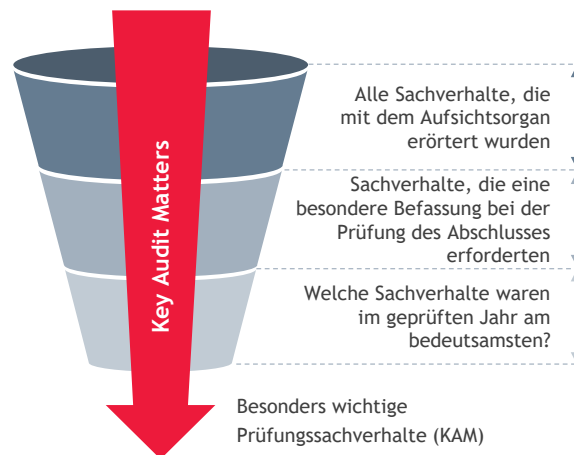 Key Audit Matters
Alle Sachverhalte, die
mit dem Aufsichtsorgan
erörtert wurden
Sachverhalte, die eine
besondere Befassung bei der
Prüfung des Abschlusses
erforderten
Welche Sachverhalte waren
im geprüften Jahr am
bedeutsamsten?
Besonders wichtige
Prüfungssachverhalte (KAM)